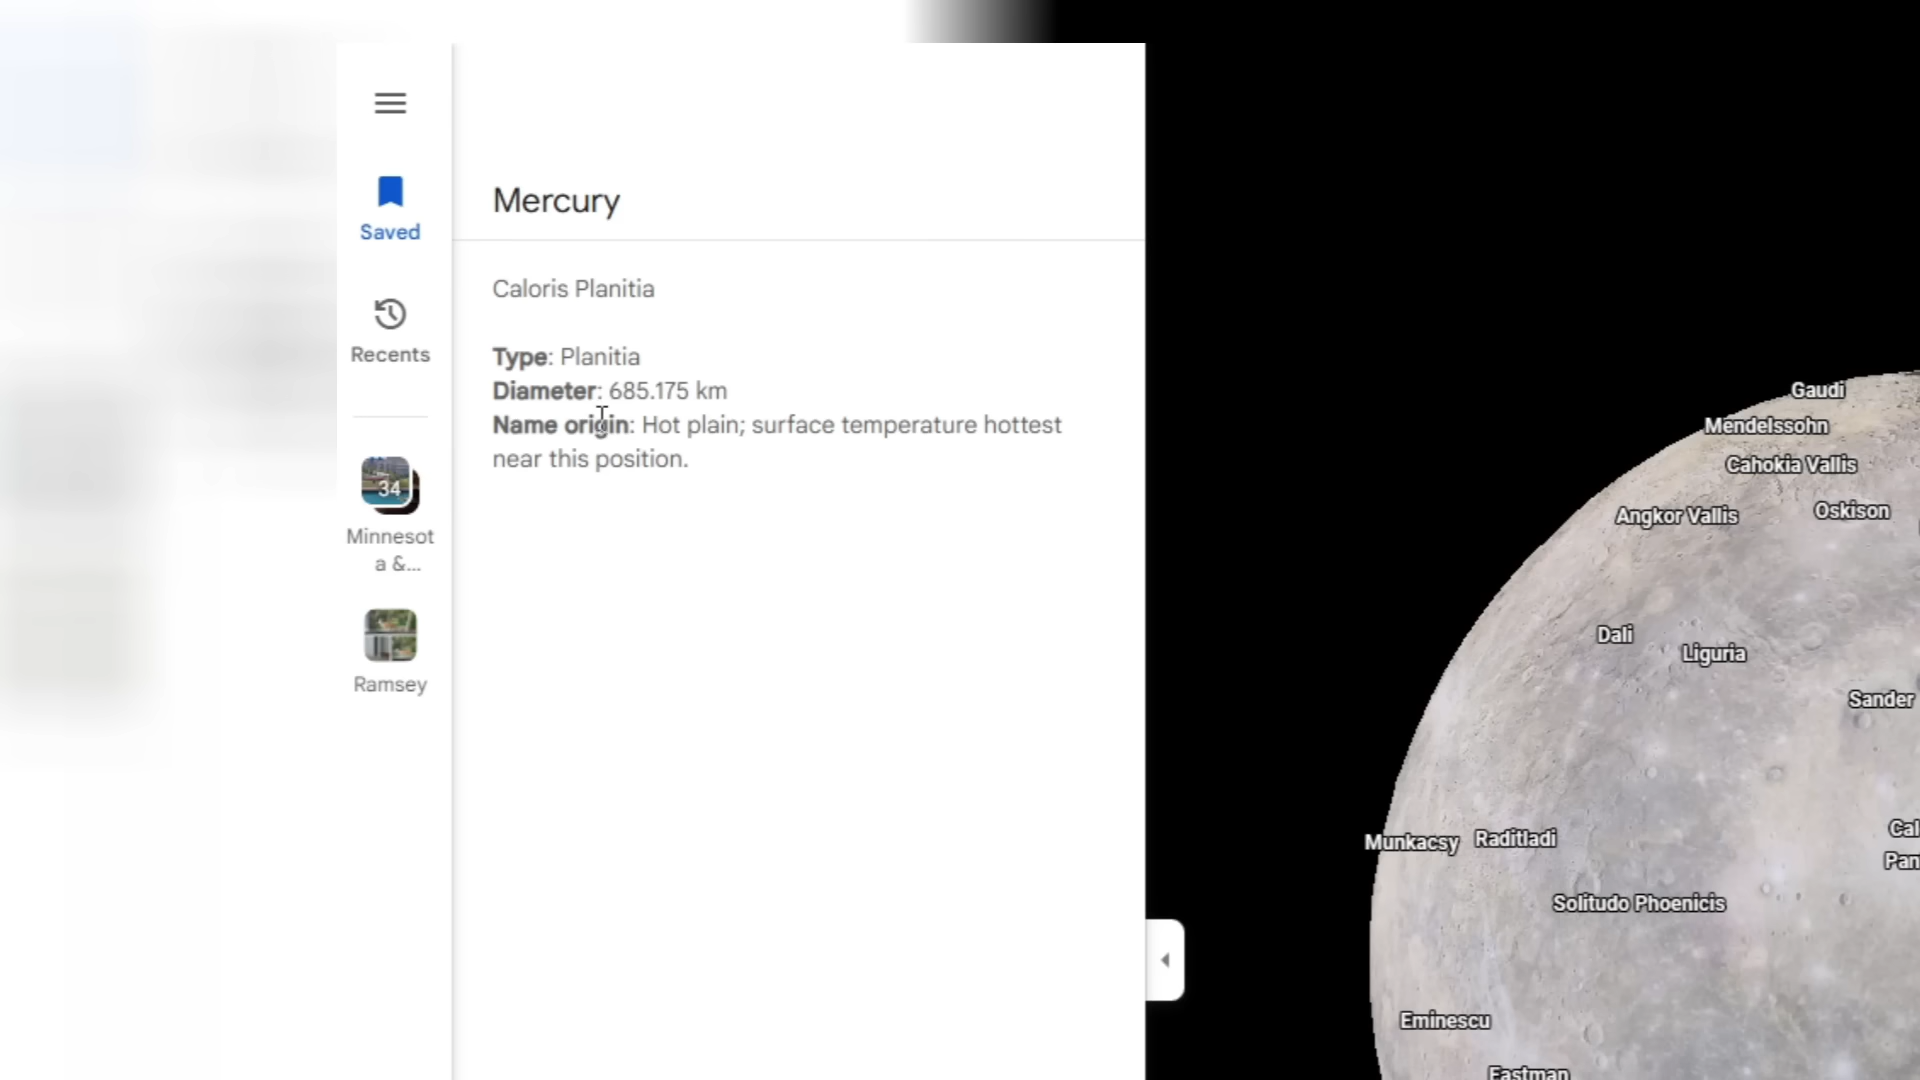 Saved
Recents
34
Minnesot
a &...
Ramsey
Mercury
Caloris Planitia
Type: Planitia
Diameter: 685.175 km
Name origin: Hot plain; surface temperature hottest
near this position.
Gaudi
Mendelssohn
Cahokia Vallis
Oskison
Angkor Vallis
Dali
Liguria
Sander
Cal
Munkacsy
Raditladi
Pan
Solitudo Phoenicis
Eminescu
Eastman